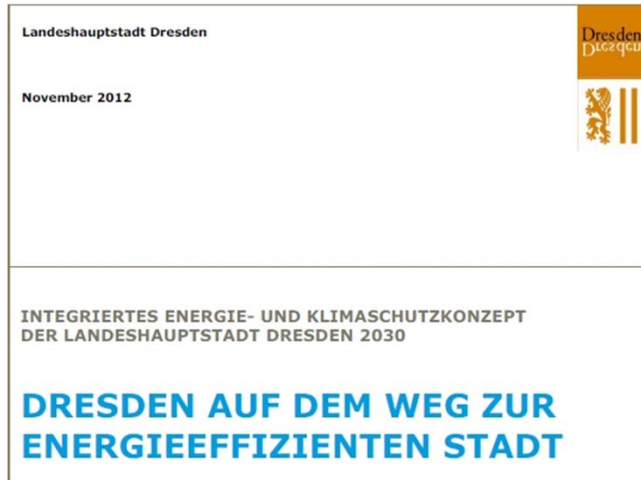 Landeshauptstadt Dresden
Dresden
Dresden
November 2012
INTEGRIERTES ENERGIE- UND KLIMASCHUTZKONZEPT
DER LANDESHAUPTSTADT DRESDEN 2030
DRESDEN AUF DEM WEG ZUR
ENERGIEEFFIZIENTEN STADT